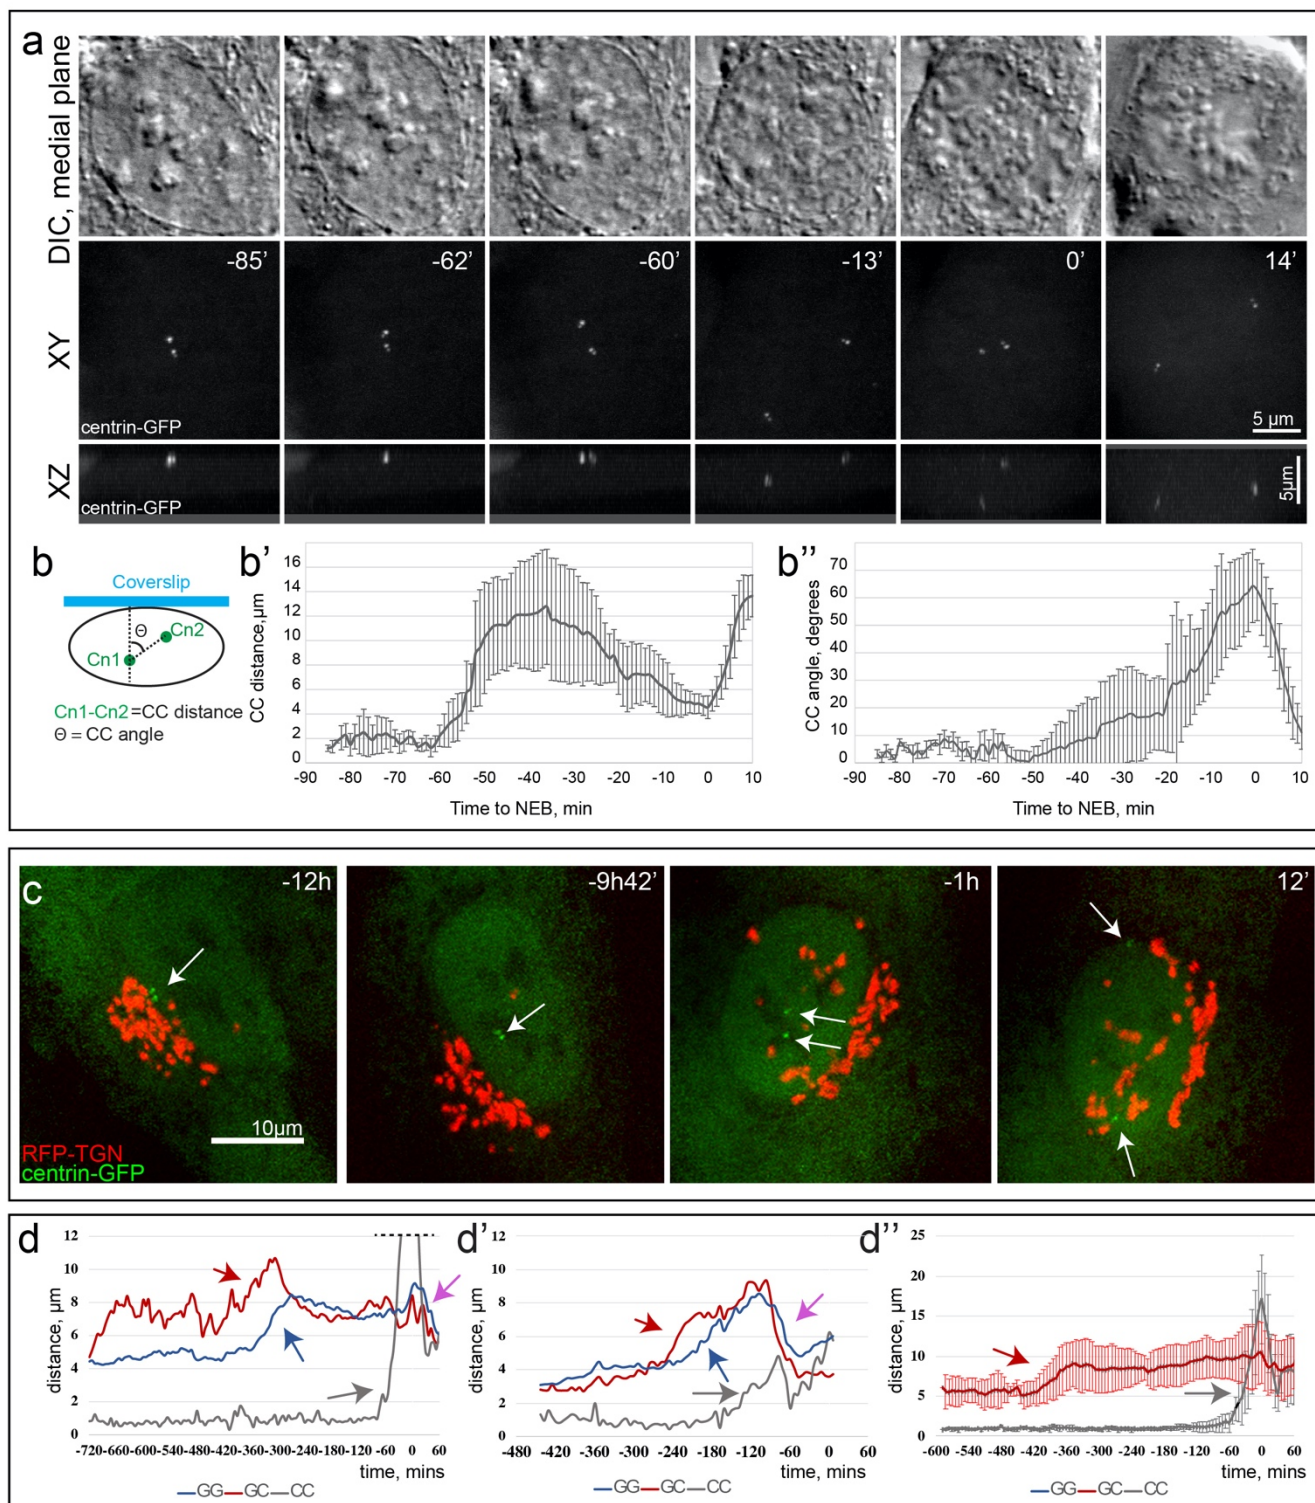 a
DIC, medial plane
XY
-85’
-62’
-60’
-13’
0’
14’
centrin-GFP
5 µm
XZ
centrin-GFP
5µm
b
Coverslip
Θ
Cn2
Cn1
Cn1-Cn2=CC distance
Θ = CC angle
b’
CC distance,µm
16
14
12
10
8
6
4
2
0
-90 -80 -70 -60 -50 -40 -30 -20 -10 0 10
Time to NEB, min
b’’
CC angle, degrees
70
60
50
40
30
20
10
0
-90 -80 -70 -60 -50 -40 -30 -20 -10 0 10
Time to NEB, min
c
-12h
-9h42’
-1h
12’
10µm
RFP-TGN
centrin-GFP
d
distance, µm
12
10
8
6
4
2
0
-720-660-600-540-480-420-360-300-240-180-120 -60 0 60
time, mins
GG GC CC
d’
distance, µm
12
10
8
6
4
2
0
-480 -420 -360 -300 -240 -180 -120 -60 0 60
time, mins
GG GC CC
d’’
distance, µm
25
20
15
10
5
0
-600 -540 -480 -420 -360 -300 -240 -180 -120 -60 0 60
time, mins
GG GC CC